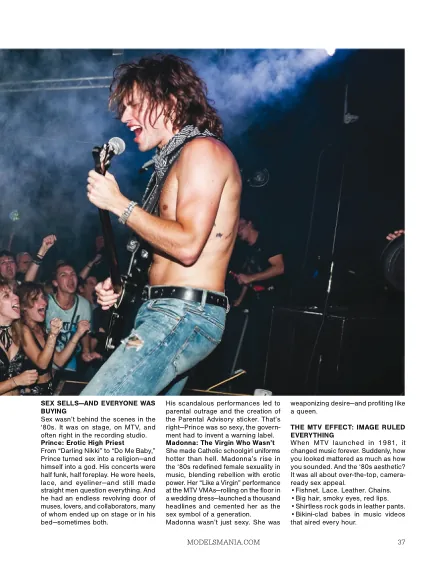 SEX SELLS—AND EVERYONE WAS
BUYING
Sex wasn't behind the scenes in the
'80s. It was on stage, on MTV, and
often right in the recording studio.
Prince: Erotic High Priest
From "Darling Nikki" to "Do Me Baby,"
Prince turned sex into a religion—and
himself into a god. His concerts were
half funk, half foreplay. He wore heels,
lace, and eyeliner—and still made
straight men question everything. And
he had an endless revolving door of
muses, lovers, and collaborators, many
of whom ended up on stage or in his
bed—sometimes both.
His scandalous performances led to
parental outrage and the creation of
the Parental Advisory sticker. That's
right—Prince was so sexy, the govern-
ment had to invent a warning label.
Madonna: The Virgin Who Wasn't
She made Catholic schoolgirl uniforms
hotter than hell. Madonna's rise in
the '80s redefined female sexuality in
music, blending rebellion with erotic
power. Her "Like a Virgin" performance
at the MTV VMAs—rolling on the floor in
a wedding dress—launched a thousand
headlines and cemented her as the
sex symbol of a generation.
Madonna wasn't just sexy. She was
weaponizing desire—and profiting like
a queen.
THE MTV EFFECT: IMAGE RULED
EVERYTHING
When MTV launched in 1981, it
changed music forever. Suddenly, how
you looked mattered as much as how
you sounded. And the '80s aesthetic?
It was all about over-the-top, camera-
ready sex appeal.
• Fishnet. Lace. Leather. Chains.
• Big hair, smoky eyes, red lips.
• Shirtless rock gods in leather pants.
• Bikini-clad babes in music videos
that aired every hour.
MODELSMANIA.COM
37